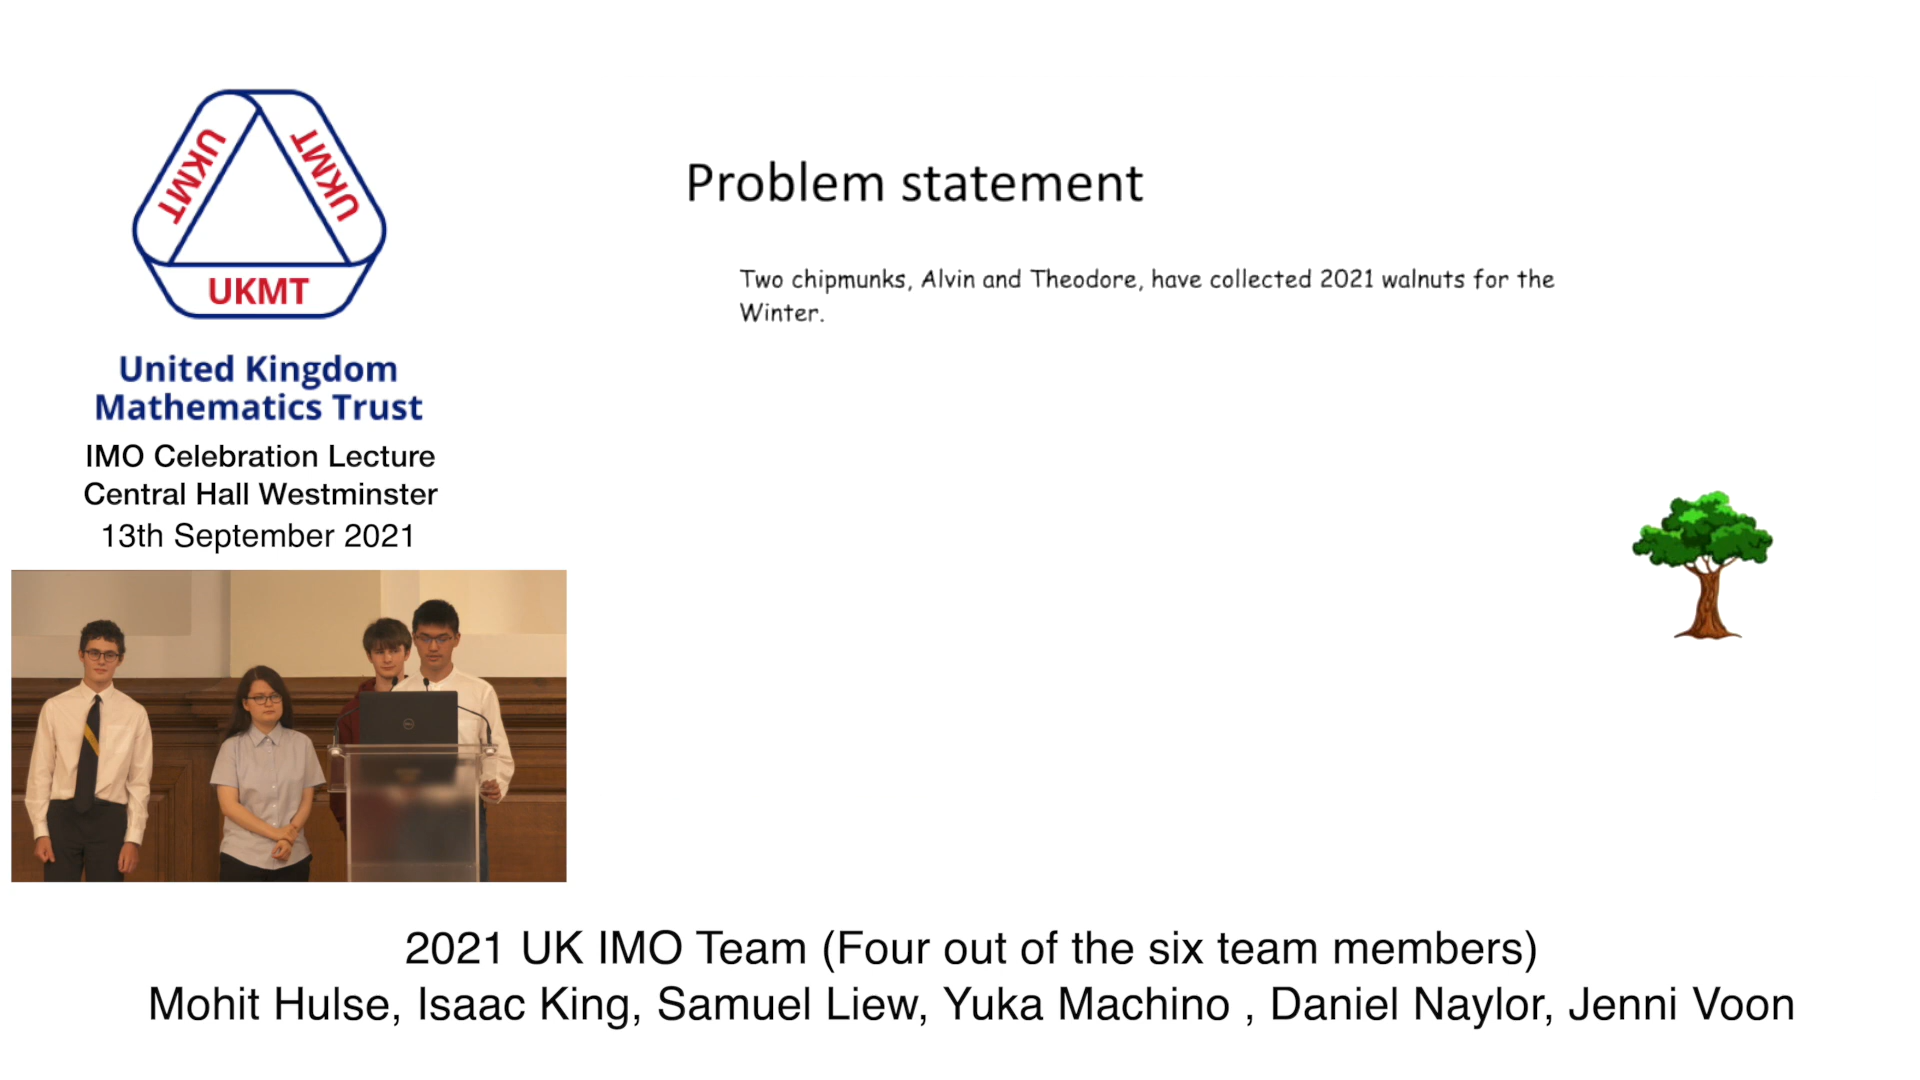 UKMT
UKMT
UKMT
United Kingdom
Mathematics Trust
IMO Celebration Lecture
Central Hall Westminster
13th September 2021
Problem statement
Two chipmunks, Alvin and Theodore, have collected 2021 walnuts for the
Winter.
2021 UK IMO Team (Four out of the six team members)
Mohit Hulse, Isaac King, Samuel Liew, Yuka Machino , Daniel Naylor, Jenni Voon